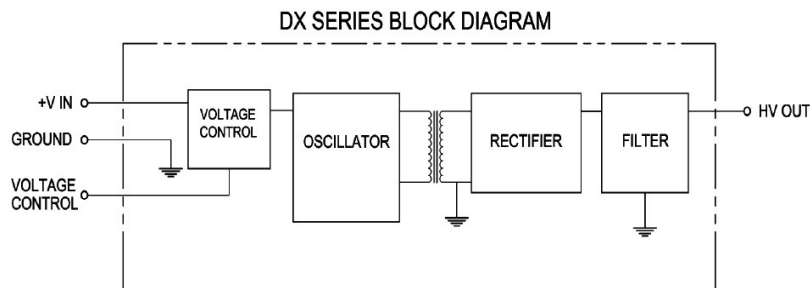 DX SERIES BLOCK DIAGRAM
+V IN
GROUND
VOLTAGE
CONTROL
VOLTAGE
CONTROL
OSCILLATOR
RECTIFIER
FILTER
HV OUT